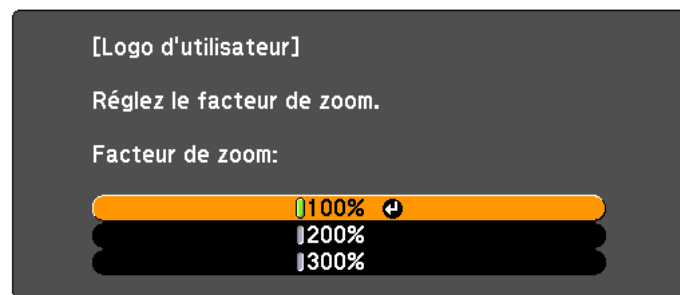 [Logo d'utilisateur]
Réglez le facteur de zoom.
Facteur de zoom:
100%
200%
300%